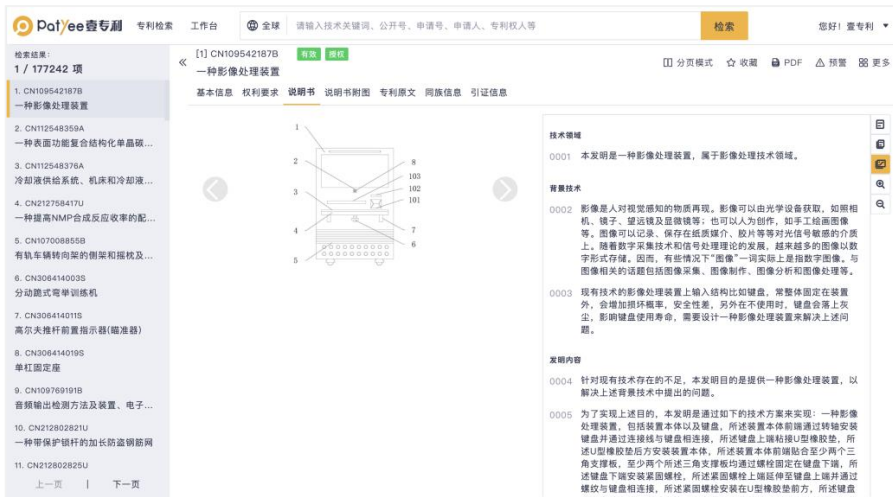 Patyee壹专利 专利检索 工作台 全球 请输入技术关键词、公开号、申请号、申请人、专利权人等 检索 您好！壹专利
检索结果：
1 / 177242 项
1. CN109542187B
一种影像处理装置
2. CN112548359A
一种表面功能复合结构化单晶碳...
3. CN112548376A
冷却液供给系统、机床和冷却液...
4. CN212758417U
一种提高NMP合成反应收率的配...
5. CN107008855B
有轨车辆转向架的侧架和摇枕及...
6. CN306414003S
分动跪式弯举训练机
7. CN306414011S
高尔夫推杆前置指示器(瞄准器)
8. CN306414019S
单杠固定座
9. CN109769191B
音频输出检测方法及装置、电子...
10. CN212802821U
一种带保护锁杆的加长防盗钢筋网
11. CN212802825U
上一页 | 下一页
[1] CN109542187B 有效 授权
一种影像处理装置
分页模式 收藏 PDF 预警 更多
基本信息 权利要求 说明书 说明书附图 专利原文 同族信息 引证信息
1
2
3
4
5
8
103
102
101
7
6
技术领域
0001 本发明是一种影像处理装置，属于影像处理技术领域。
背景技术
0002 影像是人对视觉感知的物质再现。影像可以由光学设备获取，如照相
机、镜子、望远镜及显微镜等；也可以人为创作，如手工绘画图像
等。图像可以记录、保存在纸质媒介、胶片等等对光信号敏感的介质
上。随着数字采集技术和信号处理理论的发展，越来越多的图像以数
字形式存储。因而，有些情况下“图像”一词实际上是指数字图像。与
图像相关的话题包括图像采集、图像制作、图像分析和图像处理等。
0003 现有技术的影像处理装置上输入结构比如键盘，常整体固定在装置
外，会增加损坏概率，安全性差，另外在不使用时，键盘会落上灰
尘，影响键盘使用寿命，需要设计一种影像处理装置来解决上述问
题。
发明内容
0004 针对现有技术存在的不足，本发明目的是提供一种影像处理装置，以
解决上述背景技术中提出的问题。
0005 为了实现上述目的，本发明是通过如下的技术方案来实现：一种影像
处理装置，包括装置本体以及键盘，所述装置本体前端通过转轴安装
键盘并通过连接线与键盘相连接，所述键盘上端粘接U型橡胶垫，所
述U型橡胶垫后方安装装置本体，所述装置本体前端贴合至少两个三
角支撑板，至少两个所述三角支撑板均通过螺栓固定在键盘下端，所
述键盘下端安装紧固螺栓，所述紧固螺栓上端延伸至键盘上端并通过
螺纹与键盘相连接，所述紧固螺栓安装在U型橡胶垫前方，所述键盘